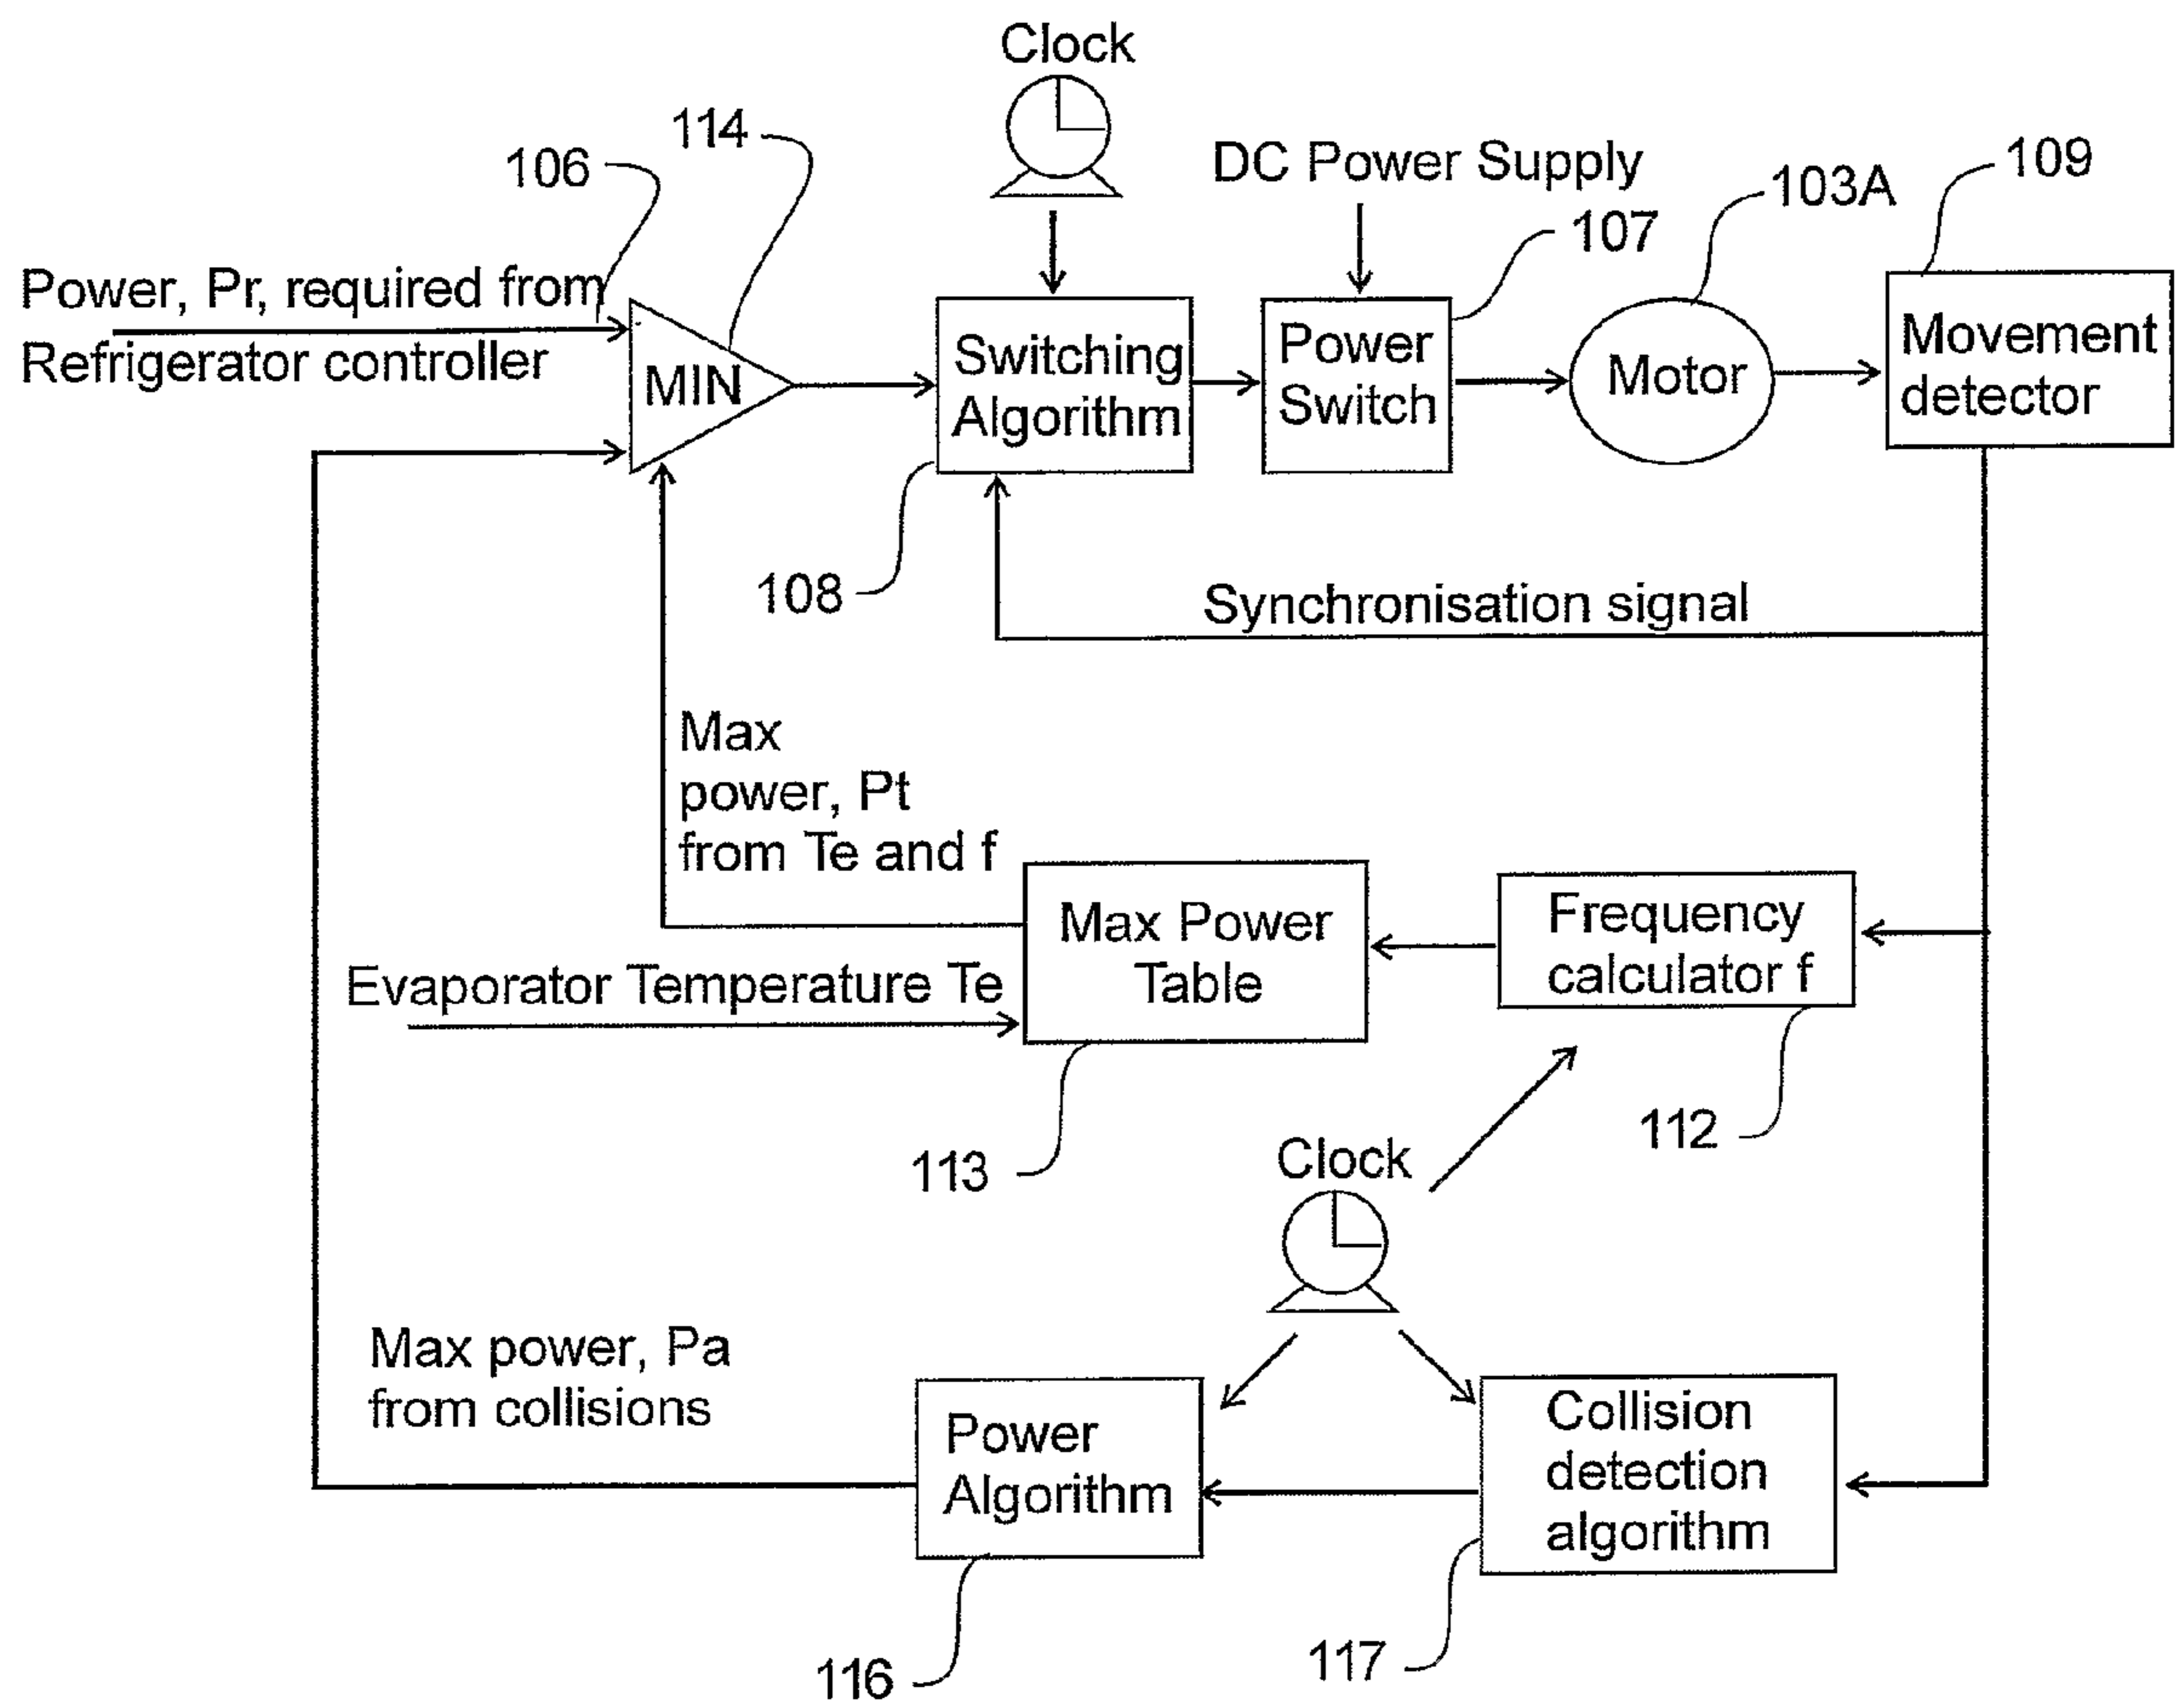 Clock
114
106
DC Power Supply
109
103A
107
Power, Pr, required from
Refrigerator controller
MIN
Switching
Algorithm
Power
Switch
Motor
Movement
detector
108
Synchronisation signal
Max
power, Pt
from Te and f
Max Power
Table
Frequency
calculator f
Evaporator Temperature Te
113
112
Clock
Max power, Pa
from collisions
Power
Algorithm
Collision
detection
algorithm
116
117